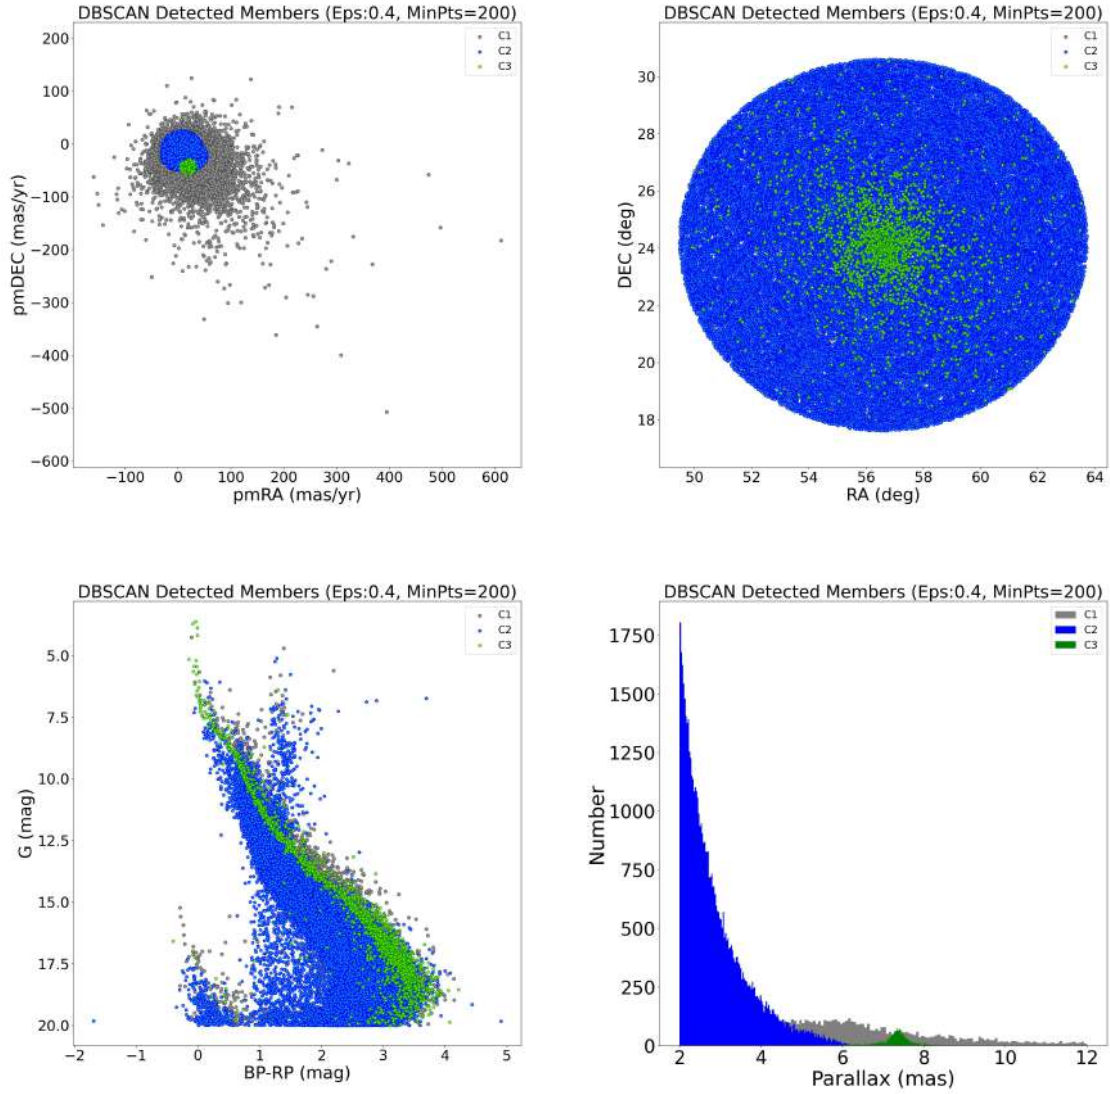 DBSCAN Detected Members (Eps:0.4, MinPts=200)
C1
C2
C3
200
100
0
−100
−200
−300
−400
−500
−600
pmDEC (mas/yr)
−100 0 100 200 300 400 500 600
pmRA (mas/yr)
DBSCAN Detected Members (Eps:0.4, MinPts=200)
C1
C2
C3
30
28
26
24
22
20
18
DEC (deg)
50 52 54 56 58 60 62 64
RA (deg)
DBSCAN Detected Members (Eps:0.4, MinPts=200)
C1
C2
C3
5.0
7.5
10.0
12.5
15.0
17.5
20.0
G (mag)
−2 −1 0 1 2 3 4 5
BP-RP (mag)
DBSCAN Detected Members (Eps:0.4, MinPts=200)
C1
C2
C3
1750
1500
1250
1000
750
500
250
0
Number
2 4 6 8 10 12
Parallax (mas)